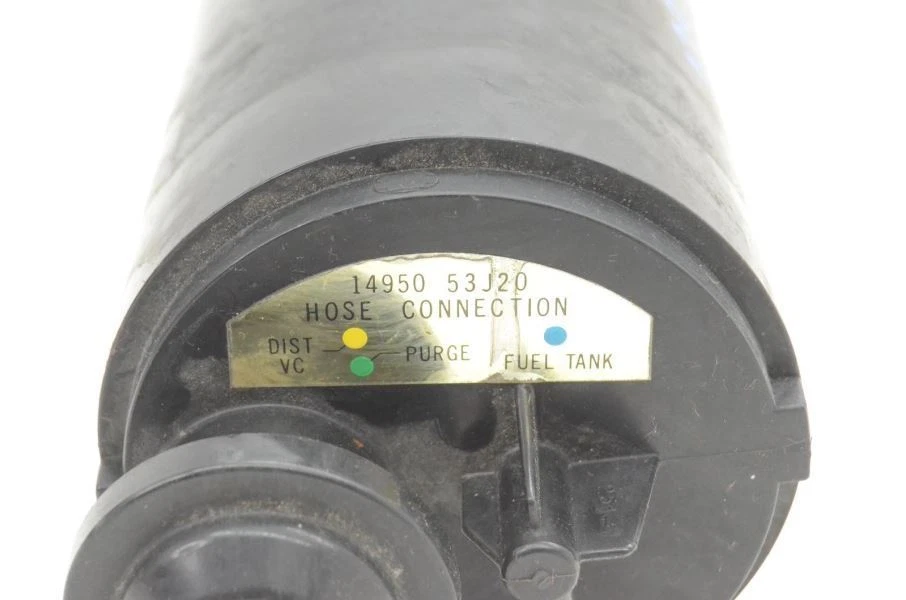 14950 53J20
HOSE CONNECTION
DIST PURGE
VC FUEL TANK